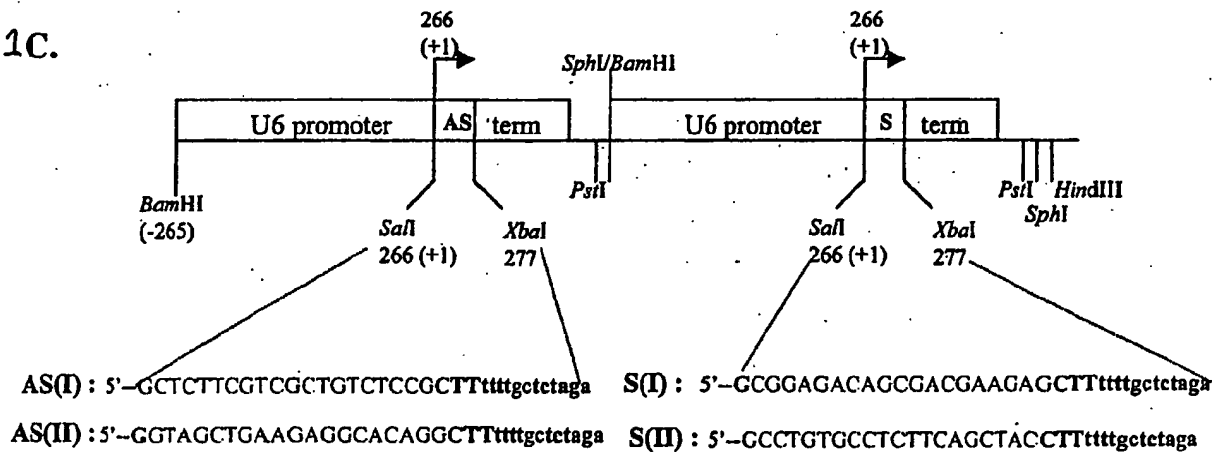 1C.
266 266
(+1) (+1)
SphI/BamHI
U6 promoter AS term U6 promoter S term
BamHI PstI PstI HindIII
(-265) SphI
SalI XbaI SalI XbaI
266 (+1) 277 266 (+1) 277
AS(I) : 5'–GCTCTTCGTCGCTGTCTCCGCTTttttgctctaga S(I) : 5'–GCGGAGACAGCGACGAAGAGCTTttttgctctaga
AS(II) : 5'–GGTAGCTGAAGAGGCACAGGCTTttttgctctaga S(II) : 5'–GCCTGTGCCTCTTCAGCTACCCTTttttgctctaga